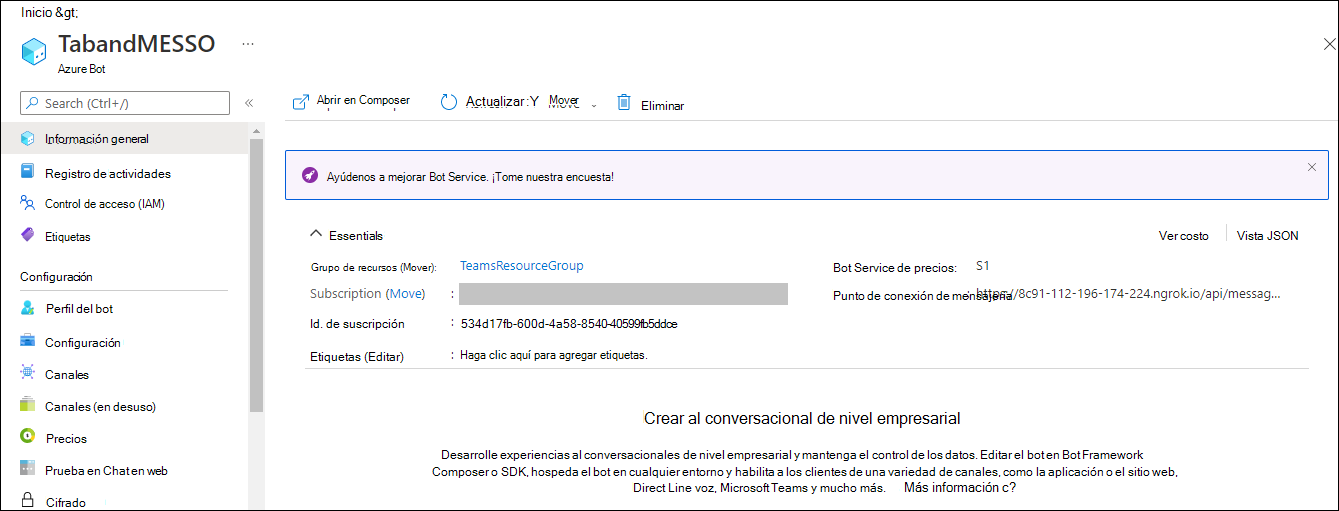 Inicio &gt;
TabandMESSO ...
Azure Bot
Search (Ctrl+/) «
Información general
Registro de actividades
Control de acceso (IAM)
Etiquetas
Configuración
Perfil del bot
Configuración
Canales
Canales (en desuso)
Precios
Prueba en Chat en web
Cifrado
Abrir en Composer Actualizar:Y Mover Eliminar
Ayúdenos a mejorar Bot Service. ¡Tome nuestra encuesta!
Essentials Ver costo Vista JSON
Grupo de recursos (Mover): TeamsResourceGroup Bot Service de precios: S1
Subscription (Move) : Punto de conexión de mensajería : https://8c91-112-196-174-224.ngrok.io/api/messag...
Id. de suscripción : 534d17fb-600d-4a58-8540-40599fb5ddce
Etiquetas (Editar) : Haga clic aquí para agregar etiquetas.
Crear al conversacional de nivel empresarial
Desarrolle experiencias al conversacionales de nivel empresarial y mantenga el control de los datos. Editar el bot en Bot Framework
Composer o SDK, hospeda el bot en cualquier entorno y habilita a los clientes de una variedad de canales, como la aplicación o el sitio web,
Direct Line voz, Microsoft Teams y mucho más. Más información c?